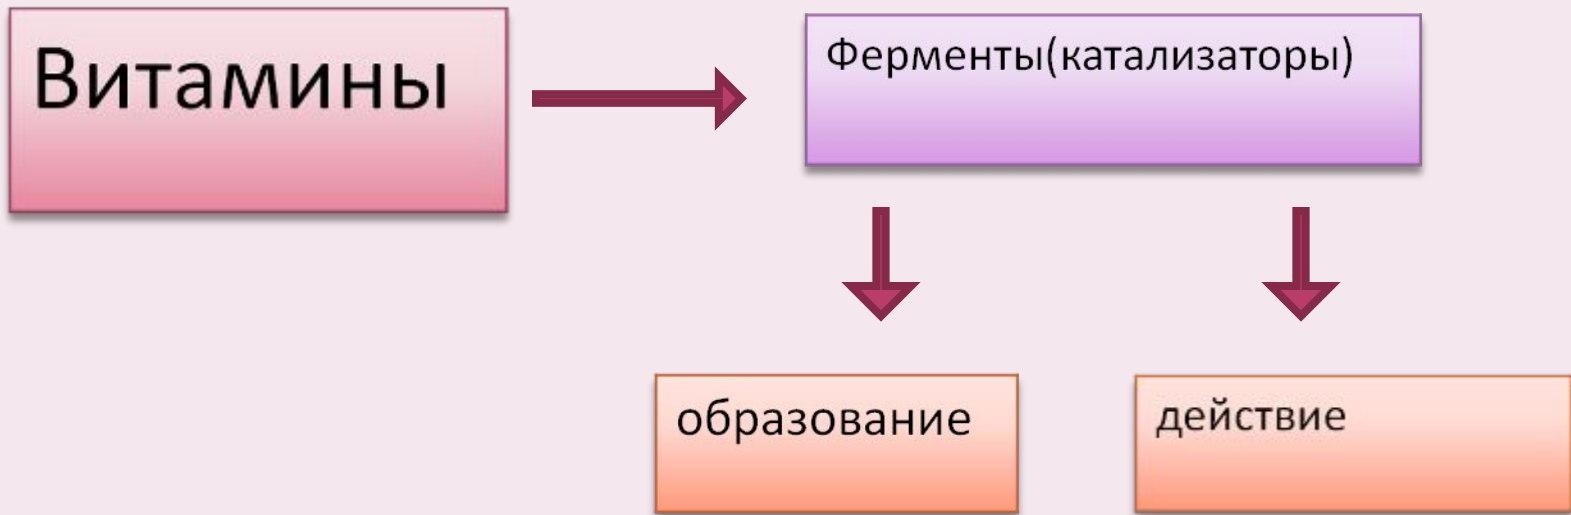 Витамины
Ферменты(катализаторы)
образование
действие